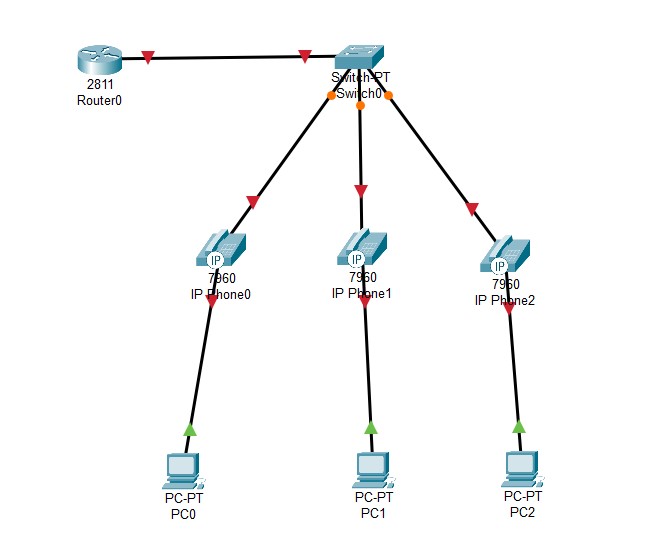 2811
Router0
Switch-PT
Switch0
IP
7960
IP Phone0
IP
7960
IP Phone1
IP
7960
IP Phone2
PC-PT
PC0
PC-PT
PC1
PC-PT
PC2